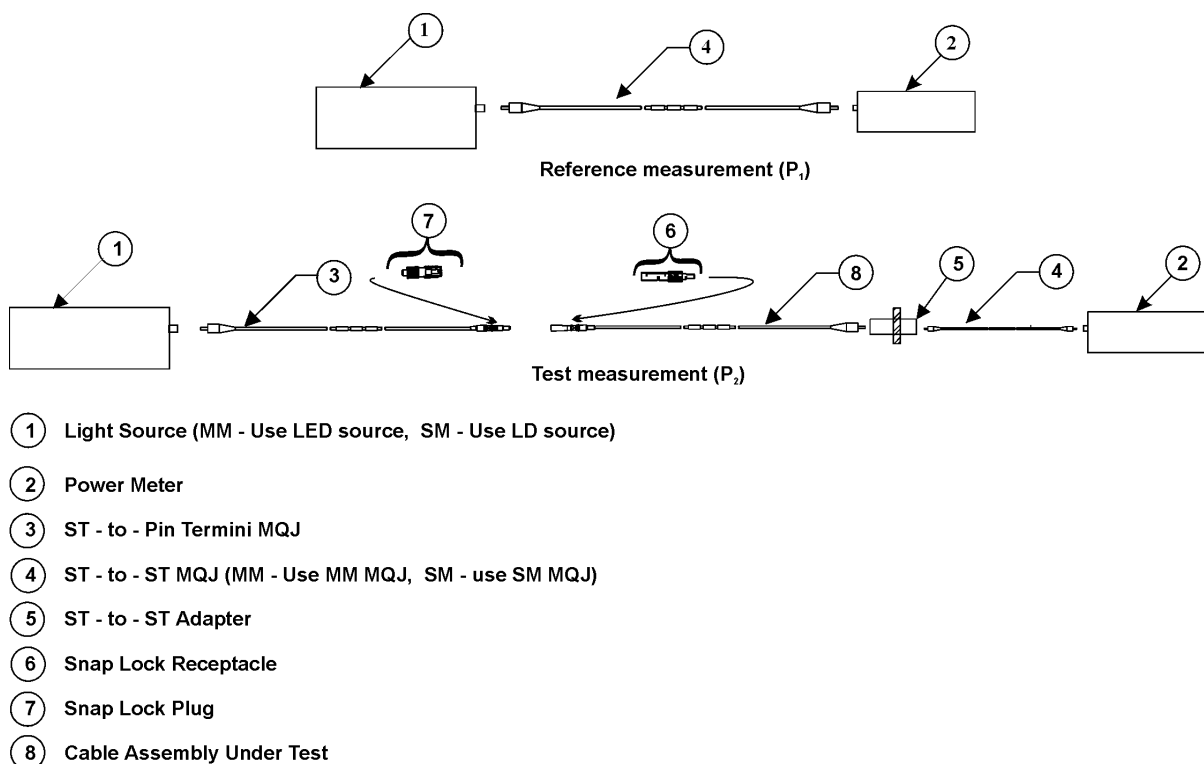 1
4
2
Reference measurement (P₁)
7
6
1
3
8
5
4
2
Test measurement (P₂)
1 Light Source (MM - Use LED source, SM - Use LD source)
2 Power Meter
3 ST - to - Pin Termini MQJ
4 ST - to - ST MQJ (MM - Use MM MQJ, SM - use SM MQJ)
5 ST - to - ST Adapter
6 Snap Lock Receptacle
7 Snap Lock Plug
8 Cable Assembly Under Test